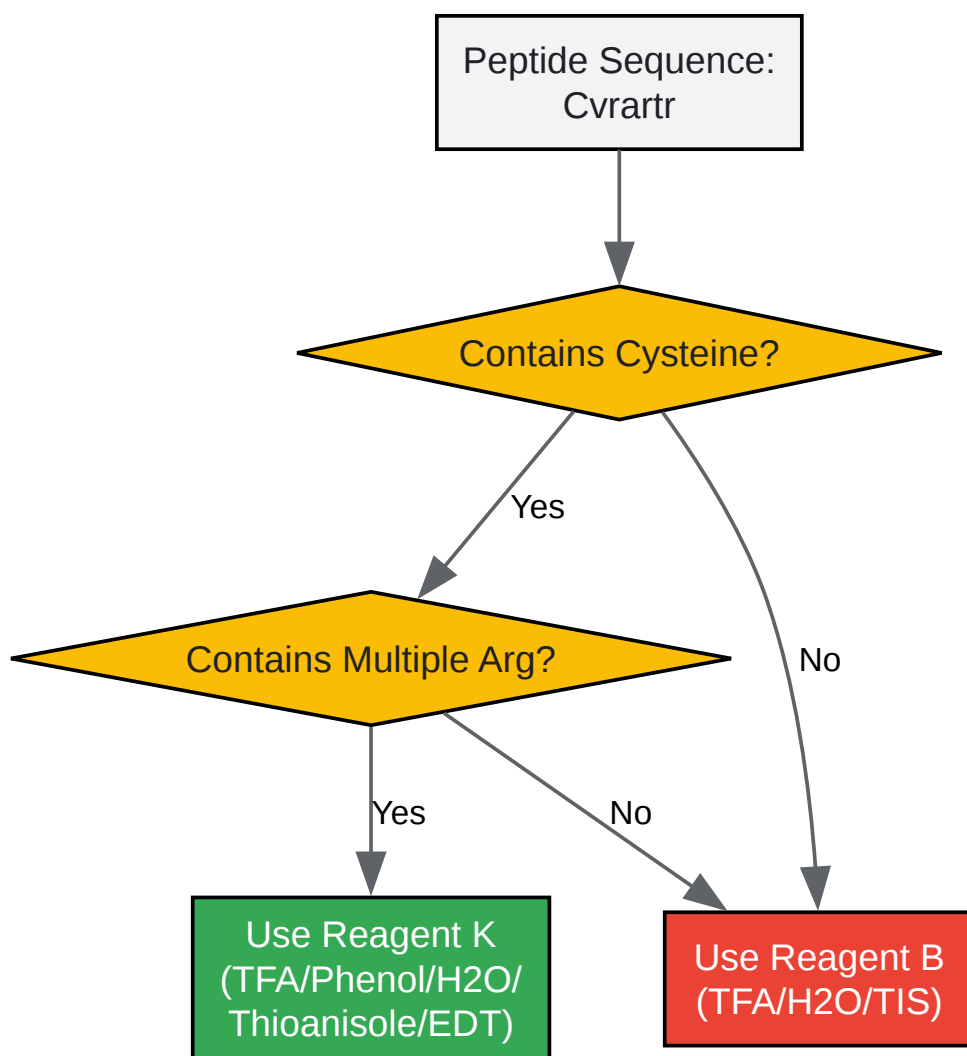 Peptide Sequence:
Cvrartr
Contains Cysteine?
Yes
Contains Multiple Arg?
No
Yes
No
Use Reagent K
(TFA/Phenol/H2O/
Thioanisole/EDT)
Use Reagent B
(TFA/H2O/TIS)